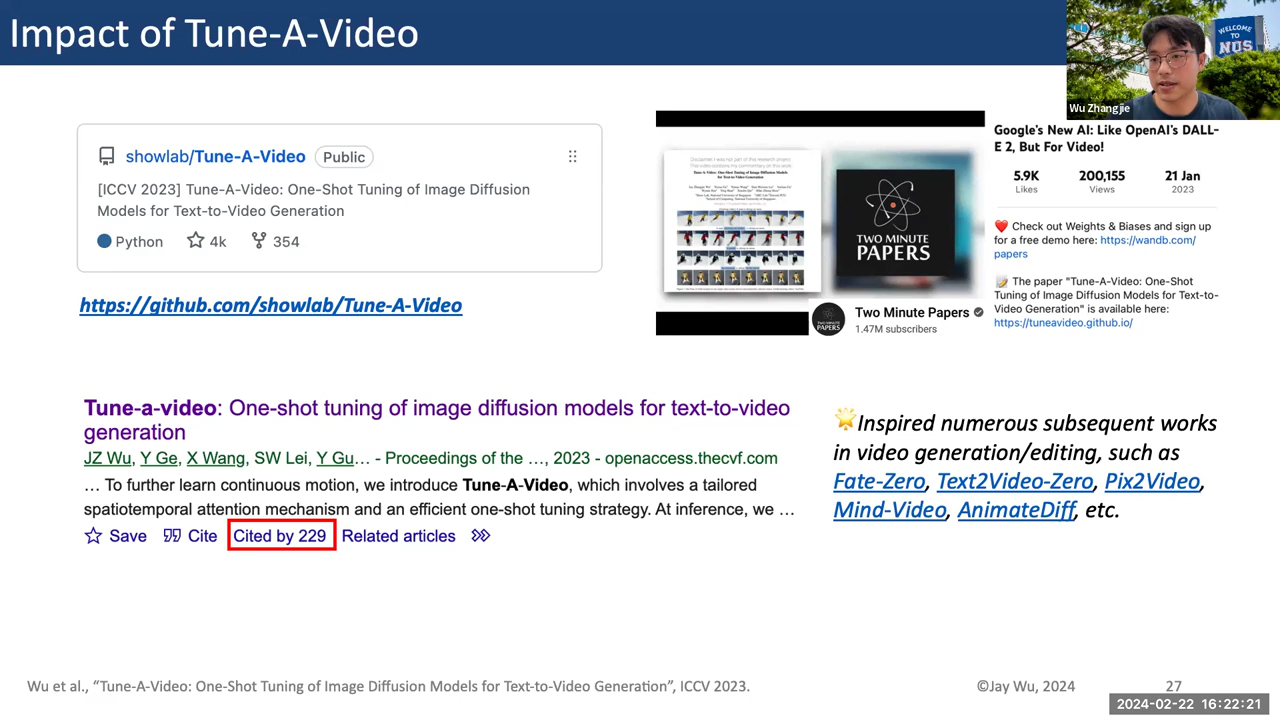 Impact of Tune-A-Video
WELCOME
TO
NUS
Wu Zhangjie
showlab/Tune-A-Video Public
[ICCV 2023] Tune-A-Video: One-Shot Tuning of Image Diffusion
Models for Text-to-Video Generation
Python 4k 354
https://github.com/showlab/Tune-A-Video
TWO MINUTE
PAPERS
Two Minute Papers
1.47M subscribers
Google's New AI: Like OpenAI's DALL-
E 2, But For Video!
5.9K 200,155 21 Jan
Likes Views 2023
❤️ Check out Weights & Biases and sign up
for a free demo here: https://wandb.com/
papers
📝 The paper "Tune-A-Video: One-Shot
Tuning of Image Diffusion Models for Text-to-
Video Generation" is available here:
https://tuneavideo.github.io/
Tune-a-video: One-shot tuning of image diffusion models for text-to-video
generation
JZ Wu, Y Ge, X Wang, SW Lei, Y Gu… - Proceedings of the …, 2023 - openaccess.thecvf.com
… To further learn continuous motion, we introduce Tune-A-Video, which involves a tailored
spatiotemporal attention mechanism and an efficient one-shot tuning strategy. At inference, we …
Save Cite Cited by 229 Related articles
🌟Inspired numerous subsequent works
in video generation/editing, such as
Fate-Zero, Text2Video-Zero, Pix2Video,
Mind-Video, AnimateDiff, etc.
Wu et al., “Tune-A-Video: One-Shot Tuning of Image Diffusion Models for Text-to-Video Generation”, ICCV 2023.
©Jay Wu, 2024
27
2024-02-22 16:22:21